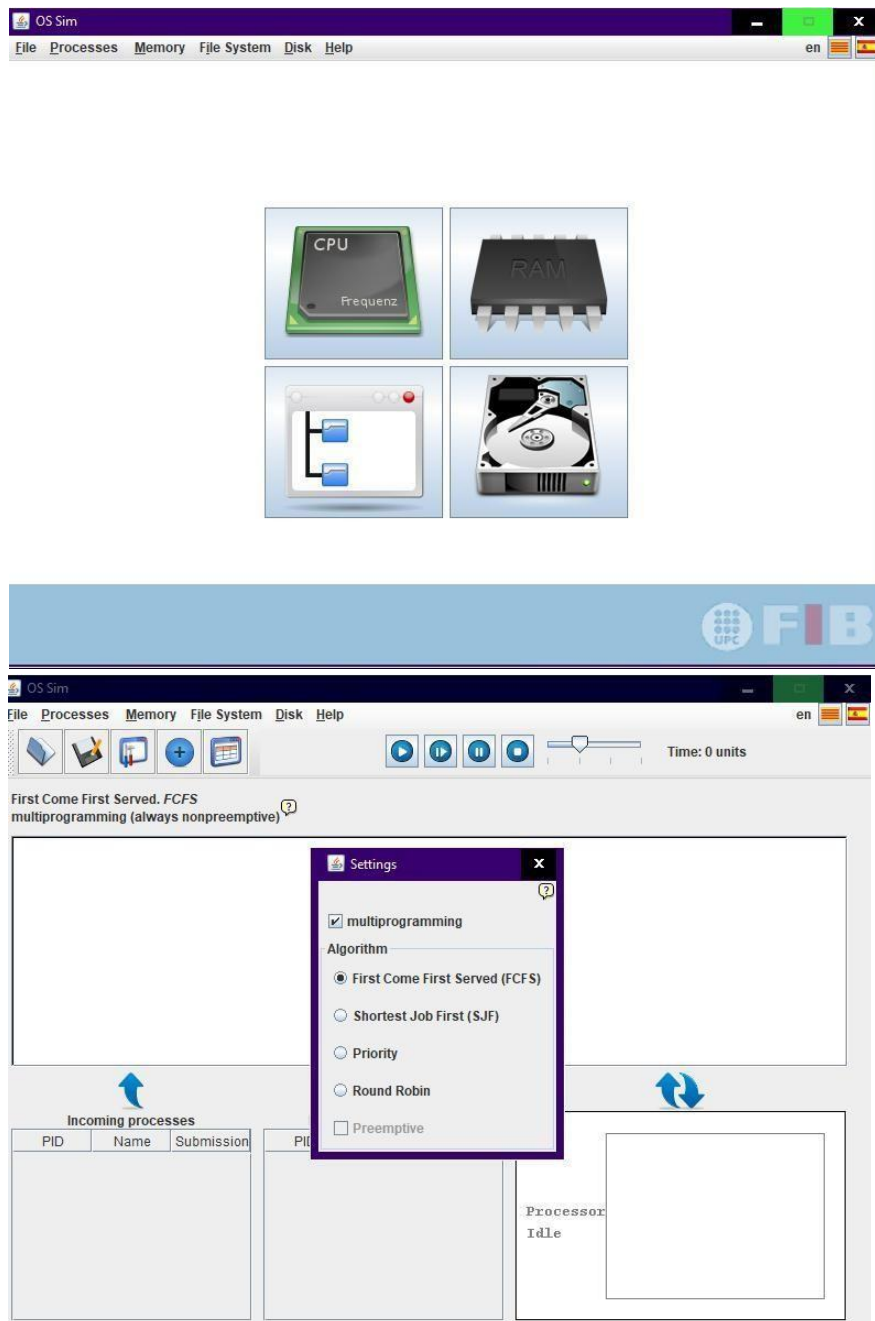 OS Sim
File Processes Memory File System Disk Help en
CPU
Frequenz
RAM
UPC FIB
OS Sim
File Processes Memory File System Disk Help en
Time: 0 units
First Come First Served. FCFS
multiprogramming (always nonpreemptive)
Settings
multiprogramming
Algorithm
First Come First Served (FCFS)
Shortest Job First (SJF)
Priority
Round Robin
Preemptive
Incoming processes
PID Name Submission
Processor
Idle